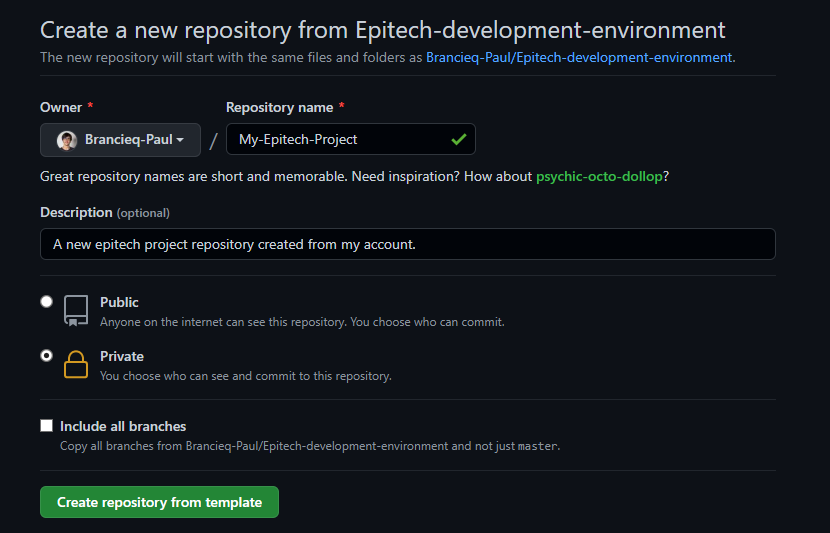 Create a new repository from Epitech-development-environment
The new repository will start with the same files and folders as Brancieq-Paul/Epitech-development-environment.
Owner * Repository name *
Brancieq-Paul / My-Epitech-Project
Great repository names are short and memorable. Need inspiration? How about psychic-octo-dollop?
Description (optional)
A new epitech project repository created from my account.
Public
Anyone on the internet can see this repository. You choose who can commit.
Private
You choose who can see and commit to this repository.
Include all branches
Copy all branches from Brancieq-Paul/Epitech-development-environment and not just master.
Create repository from template